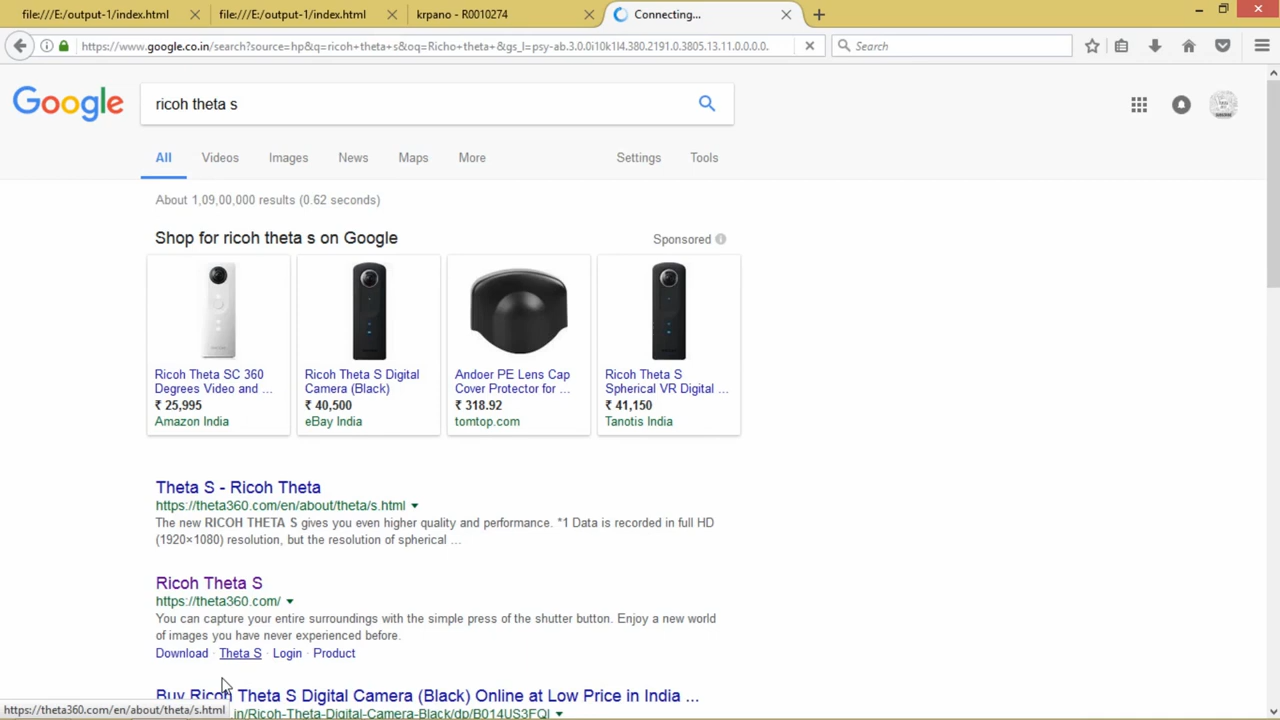 file:///E:/output-1/index.html
file:///E:/output-1/index.html
krpano - R0010274
Connecting...
https://www.google.co.in/search?source=hp&q=ricoh+theta+s&oq=Richo+theta+&gs_l=psy-ab.3.0.0i10k1l4.380.2191.0.3805.13.11.0.0.0.0.
Search
Google
ricoh theta s
All Videos Images News Maps More Settings Tools
About 1,09,00,000 results (0.62 seconds)
Shop for ricoh theta s on Google
Sponsored
Ricoh Theta SC 360
Degrees Video and ...
₹ 25,995
Amazon India
Ricoh Theta S Digital
Camera (Black)
₹ 40,500
eBay India
Andoer PE Lens Cap
Cover Protector for ...
₹ 318.92
tomtop.com
Ricoh Theta S
Spherical VR Digital ...
₹ 41,150
Tanotis India
Theta S - Ricoh Theta
https://theta360.com/en/about/theta/s.html
The new RICOH THETA S gives you even higher quality and performance. *1 Data is recorded in full HD
(1920×1080) resolution, but the resolution of spherical ...
Ricoh Theta S
https://theta360.com/
You can capture your entire surroundings with the simple press of the shutter button. Enjoy a new world
of images you have never experienced before.
Download · Theta S · Login · Product
Buy Ricoh Theta S Digital Camera (Black) Online at Low Price in India ...
https://theta360.com/en/about/theta/s.html
in/Ricoh-Theta-Digital-Camera-Black/dp/B014US3FQI